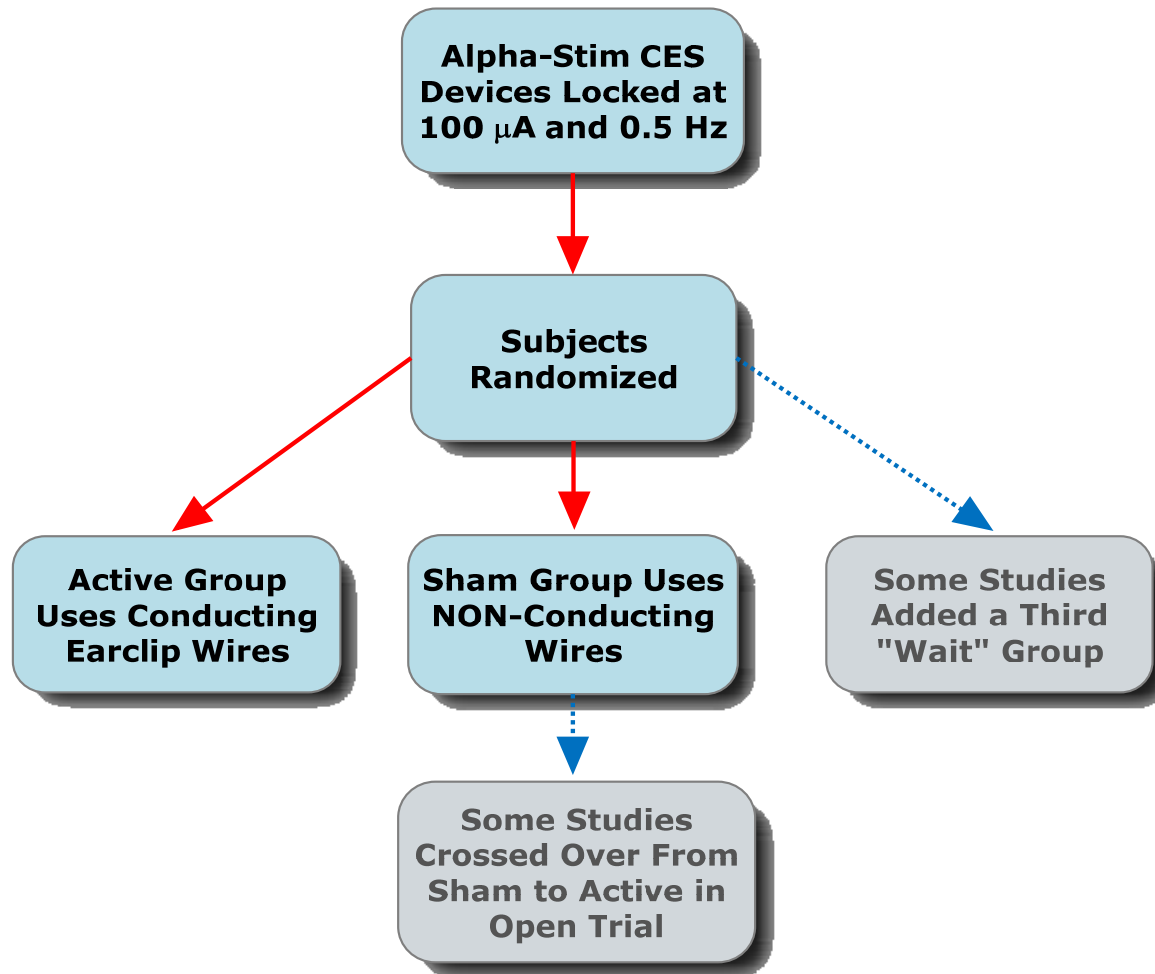 Alpha-Stim CES
Devices Locked at
100 μA and 0.5 Hz
Subjects
Randomized
Active Group
Uses Conducting
Earclip Wires
Sham Group Uses
NON-Conducting
Wires
Some Studies
Added a Third
"Wait" Group
Some Studies
Crossed Over From
Sham to Active in
Open Trial